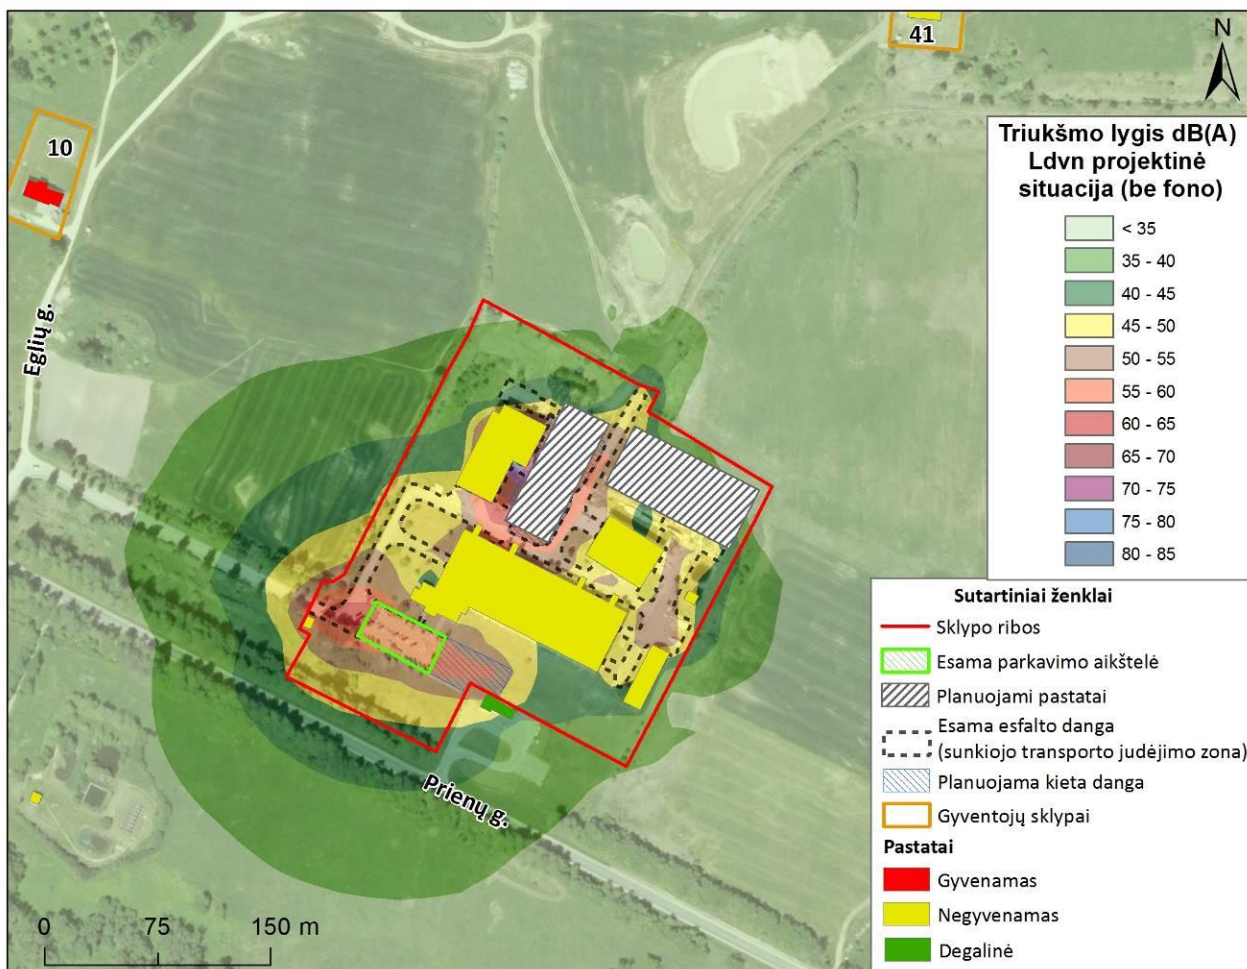 41
N
10
Triukšmo lygis dB(A)
Ldvn projektinė
situacija (be fono)
< 35
35 - 40
40 - 45
45 - 50
50 - 55
55 - 60
60 - 65
65 - 70
70 - 75
75 - 80
80 - 85
Eglių g.
Prienų g.
Sutartiniai ženklai
Sklypo ribos
Esama parkavimo aikštelė
Planuojami pastatai
Esama esfalto danga
(sunkiojo transporto judėjimo zona)
Planuojama kieta danga
Gyventojų sklypai
Pastatai
Gyvenamas
Negyvenamas
Degalinė
0 75 150 m